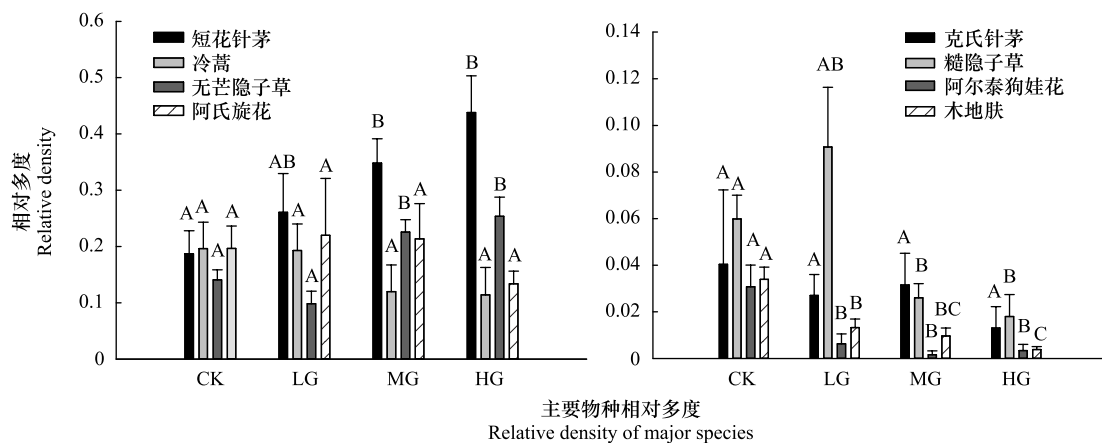 相对多度
Relative density
0.6
0.5
0.4
0.3
0.2
0.1
0
短花针茅
冷蒿
无芒隐子草
阿氏旋花
A
A
A
A
AB
A
A
A
B
A
B
A
B
A
B
A
CK
LG
MG
HG
0.14
0.12
0.10
0.08
0.06
0.04
0.02
0
克氏针茅
糙隐子草
阿尔泰狗娃花
木地肤
A
A
A
A
A
AB
B
B
A
B
B
BC
A
B
B
C
CK
LG
MG
HG
主要物种相对多度
Relative density of major species